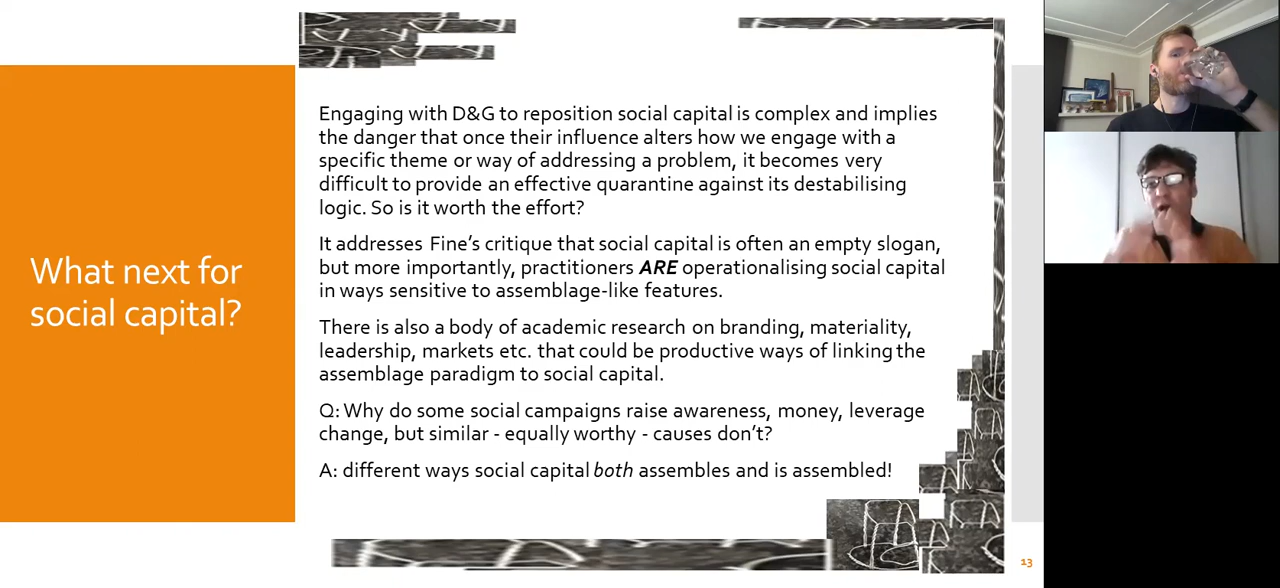 What next for
social capital?
Engaging with D&G to reposition social capital is complex and implies
the danger that once their influence alters how we engage with a
specific theme or way of addressing a problem, it becomes very
difficult to provide an effective quarantine against its destabilising
logic. So is it worth the effort?
It addresses Fine’s critique that social capital is often an empty slogan,
but more importantly, practitioners ARE operationalising social capital
in ways sensitive to assemblage-like features.
There is also a body of academic research on branding, materiality,
leadership, markets etc. that could be productive ways of linking the
assemblage paradigm to social capital.
Q: Why do some social campaigns raise awareness, money, leverage
change, but similar - equally worthy - causes don’t?
A: different ways social capital both assembles and is assembled!
13